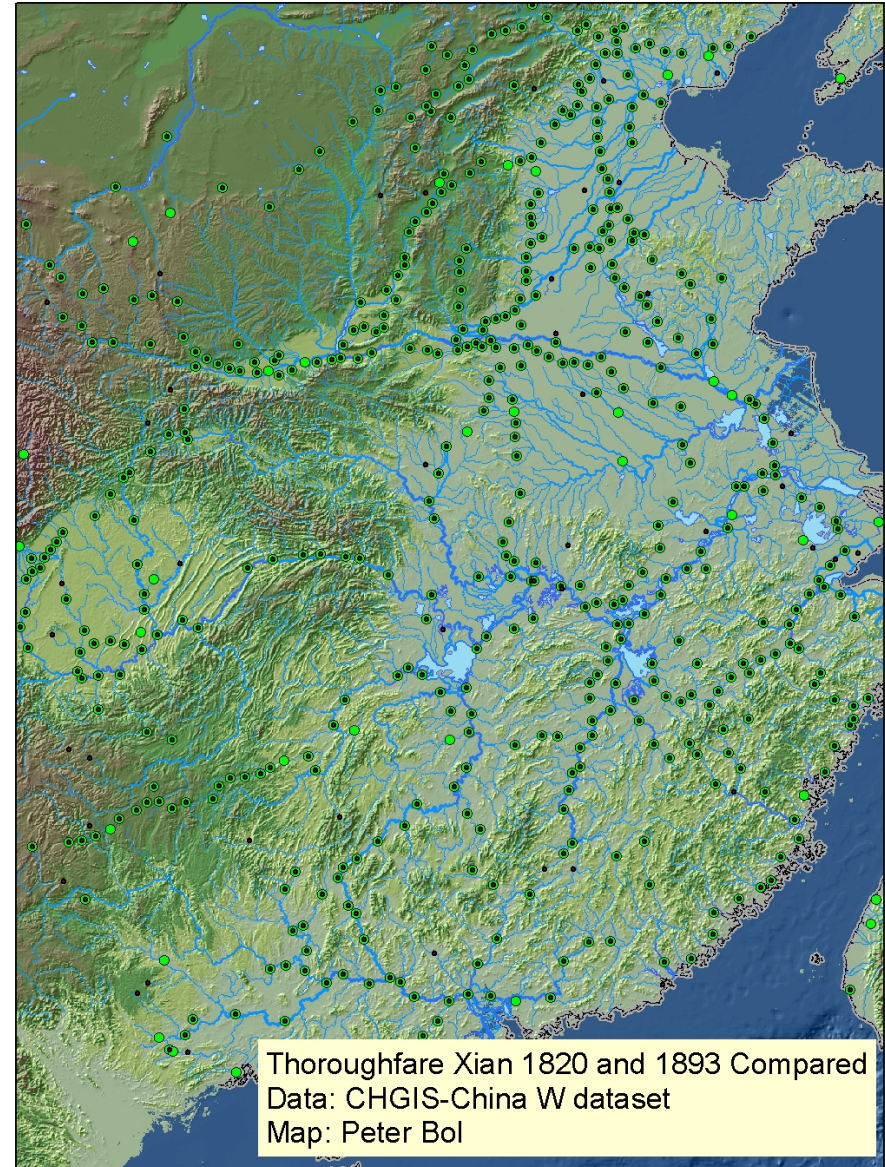 Thoroughfare Xian 1820 and 1893 Compared
Data: CHGIS-China W dataset
Map: Peter Bol